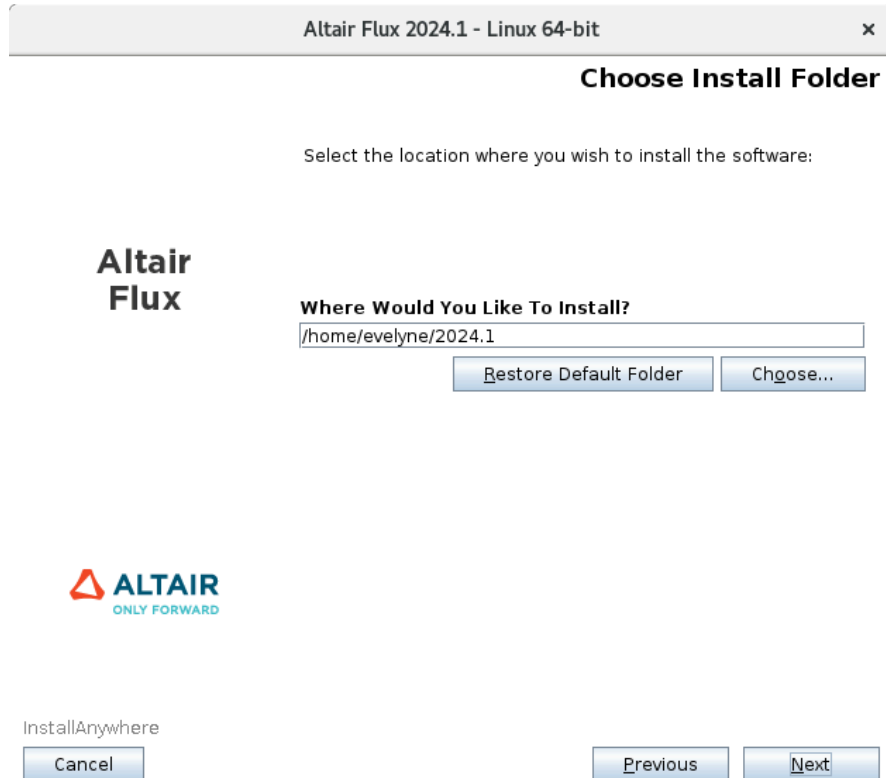 Altair Flux 2024.1 - Linux 64-bit
×
Choose Install Folder
Select the location where you wish to install the software:
Altair
Flux
Where Would You Like To Install?
/home/evelyne/2024.1
Restore Default Folder
Choose...
ALTAIR
ONLY FORWARD
InstallAnywhere
Cancel
Previous
Next